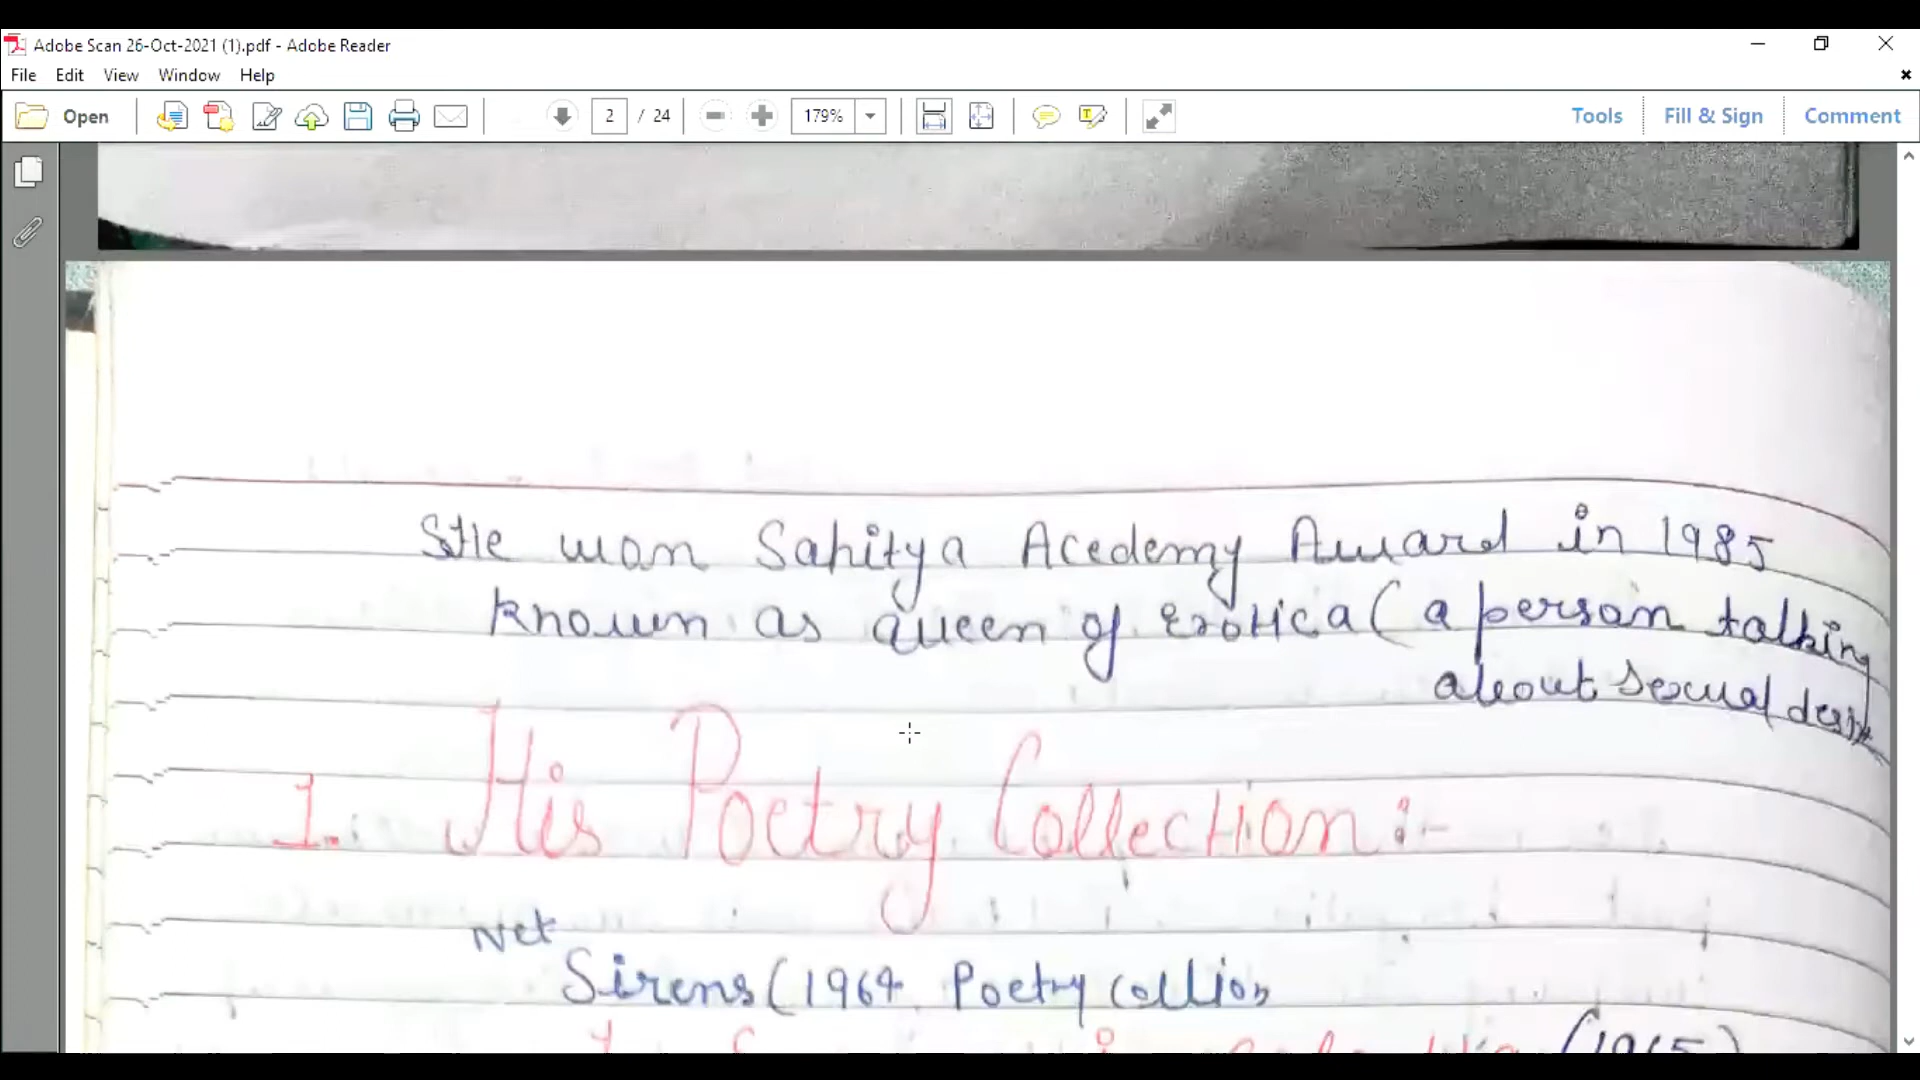 Adobe Scan 26-Oct-2021 (1).pdf - Adobe Reader
File Edit View Window Help
Open 2 / 24 179% Tools Fill & Sign Comment
SHe won Sahitya Acedemy Award in 1985
known as queen of Erotica ( a person talking
about sexual desire
1. His Poetry Collection :-
Net
Sirens ( 1964 Poetry Collion
(1965)